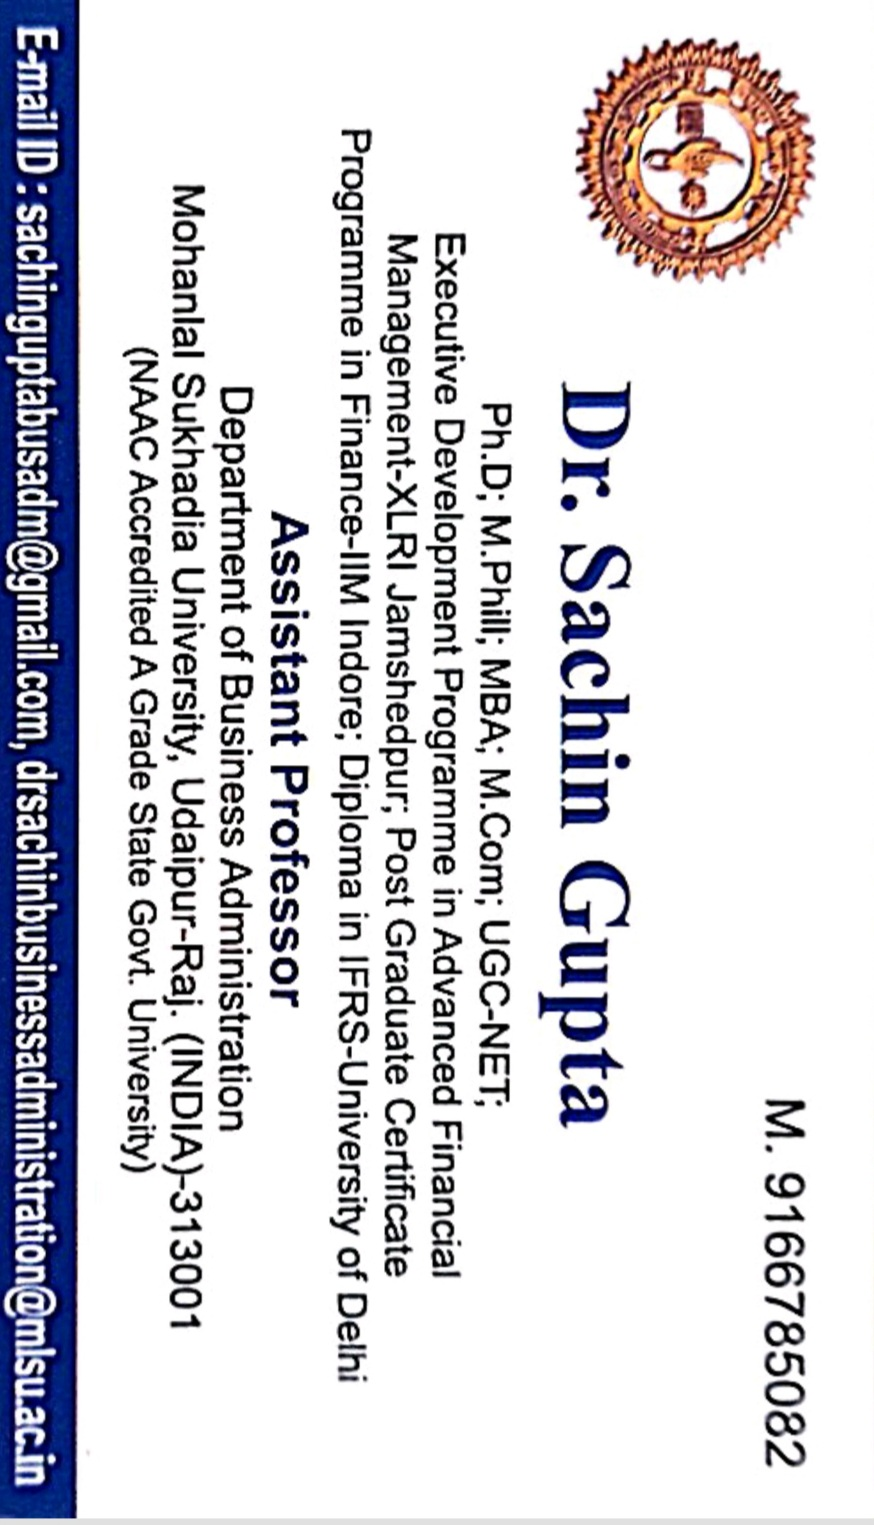 M. 9166785082
Dr. Sachin Gupta
Ph.D; M.Phill; MBA; M.Com; UGC-NET;
Executive Development Programme in Advanced Financial
Management-XLRI Jamshedpur; Post Graduate Certificate
Programme in Finance-IIM Indore; Diploma in IFRS-University of Delhi
Assistant Professor
Department of Business Administration
Mohanlal Sukhadia University, Udaipur-Raj. (INDIA)-313001
(NAAC Accredited A Grade State Govt. University)
E-mail ID : sachinguptabusadm@gmail.com, drsachinbusinessadministration@mlsu.ac.in